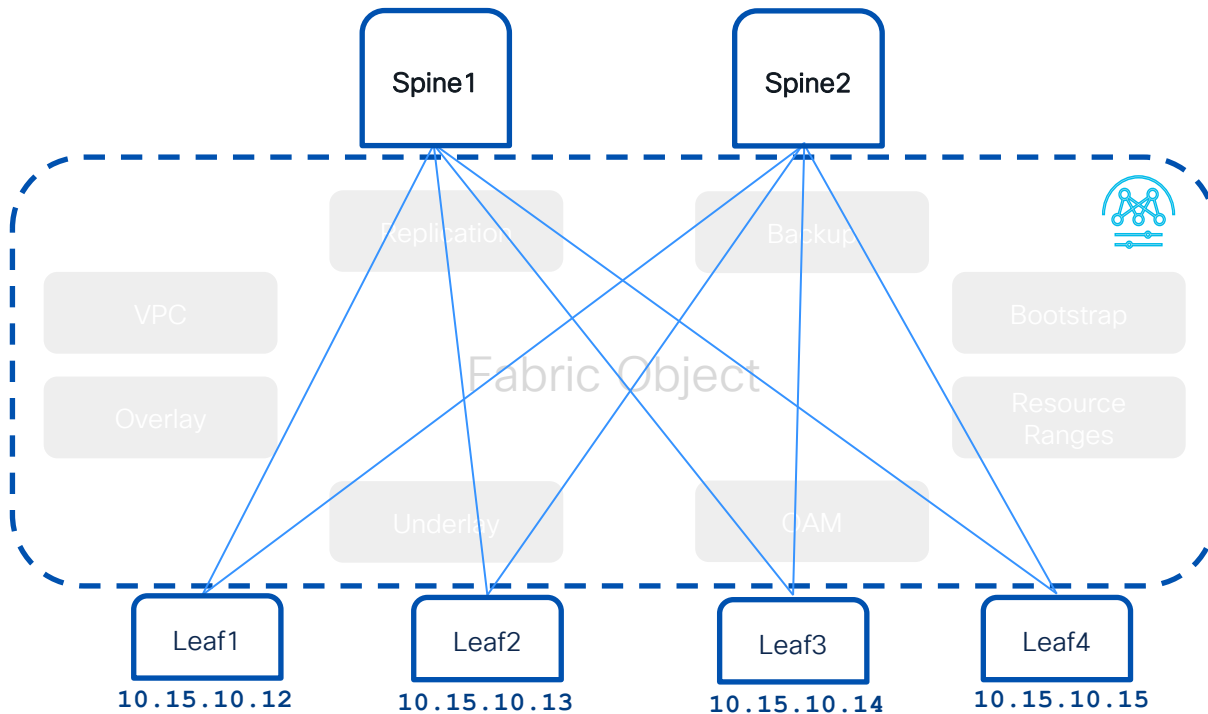 Spine1
Spine2
Replication
Backup
VPC
Bootstrap
Fabric Object
Overlay
Resource
Ranges
Underlay
OAM
Leaf1
Leaf2
Leaf3
Leaf4
10.15.10.12
10.15.10.13
10.15.10.14
10.15.10.15